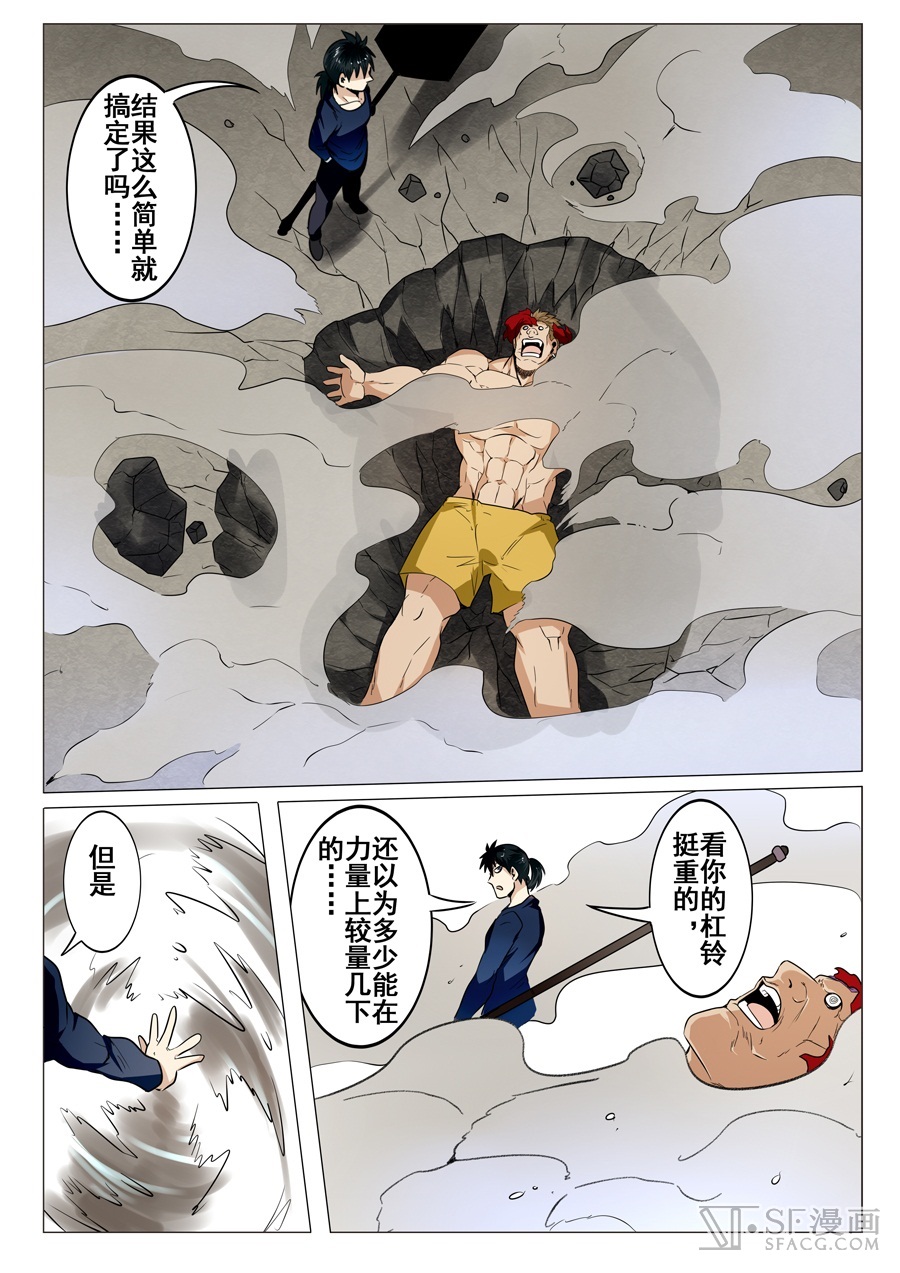 结果这么简单就
搞定了吗……
看你的杠铃
挺重的，
还以为多少能在
力量上较量几下
的……
但是
SF漫画
SFACG.COM